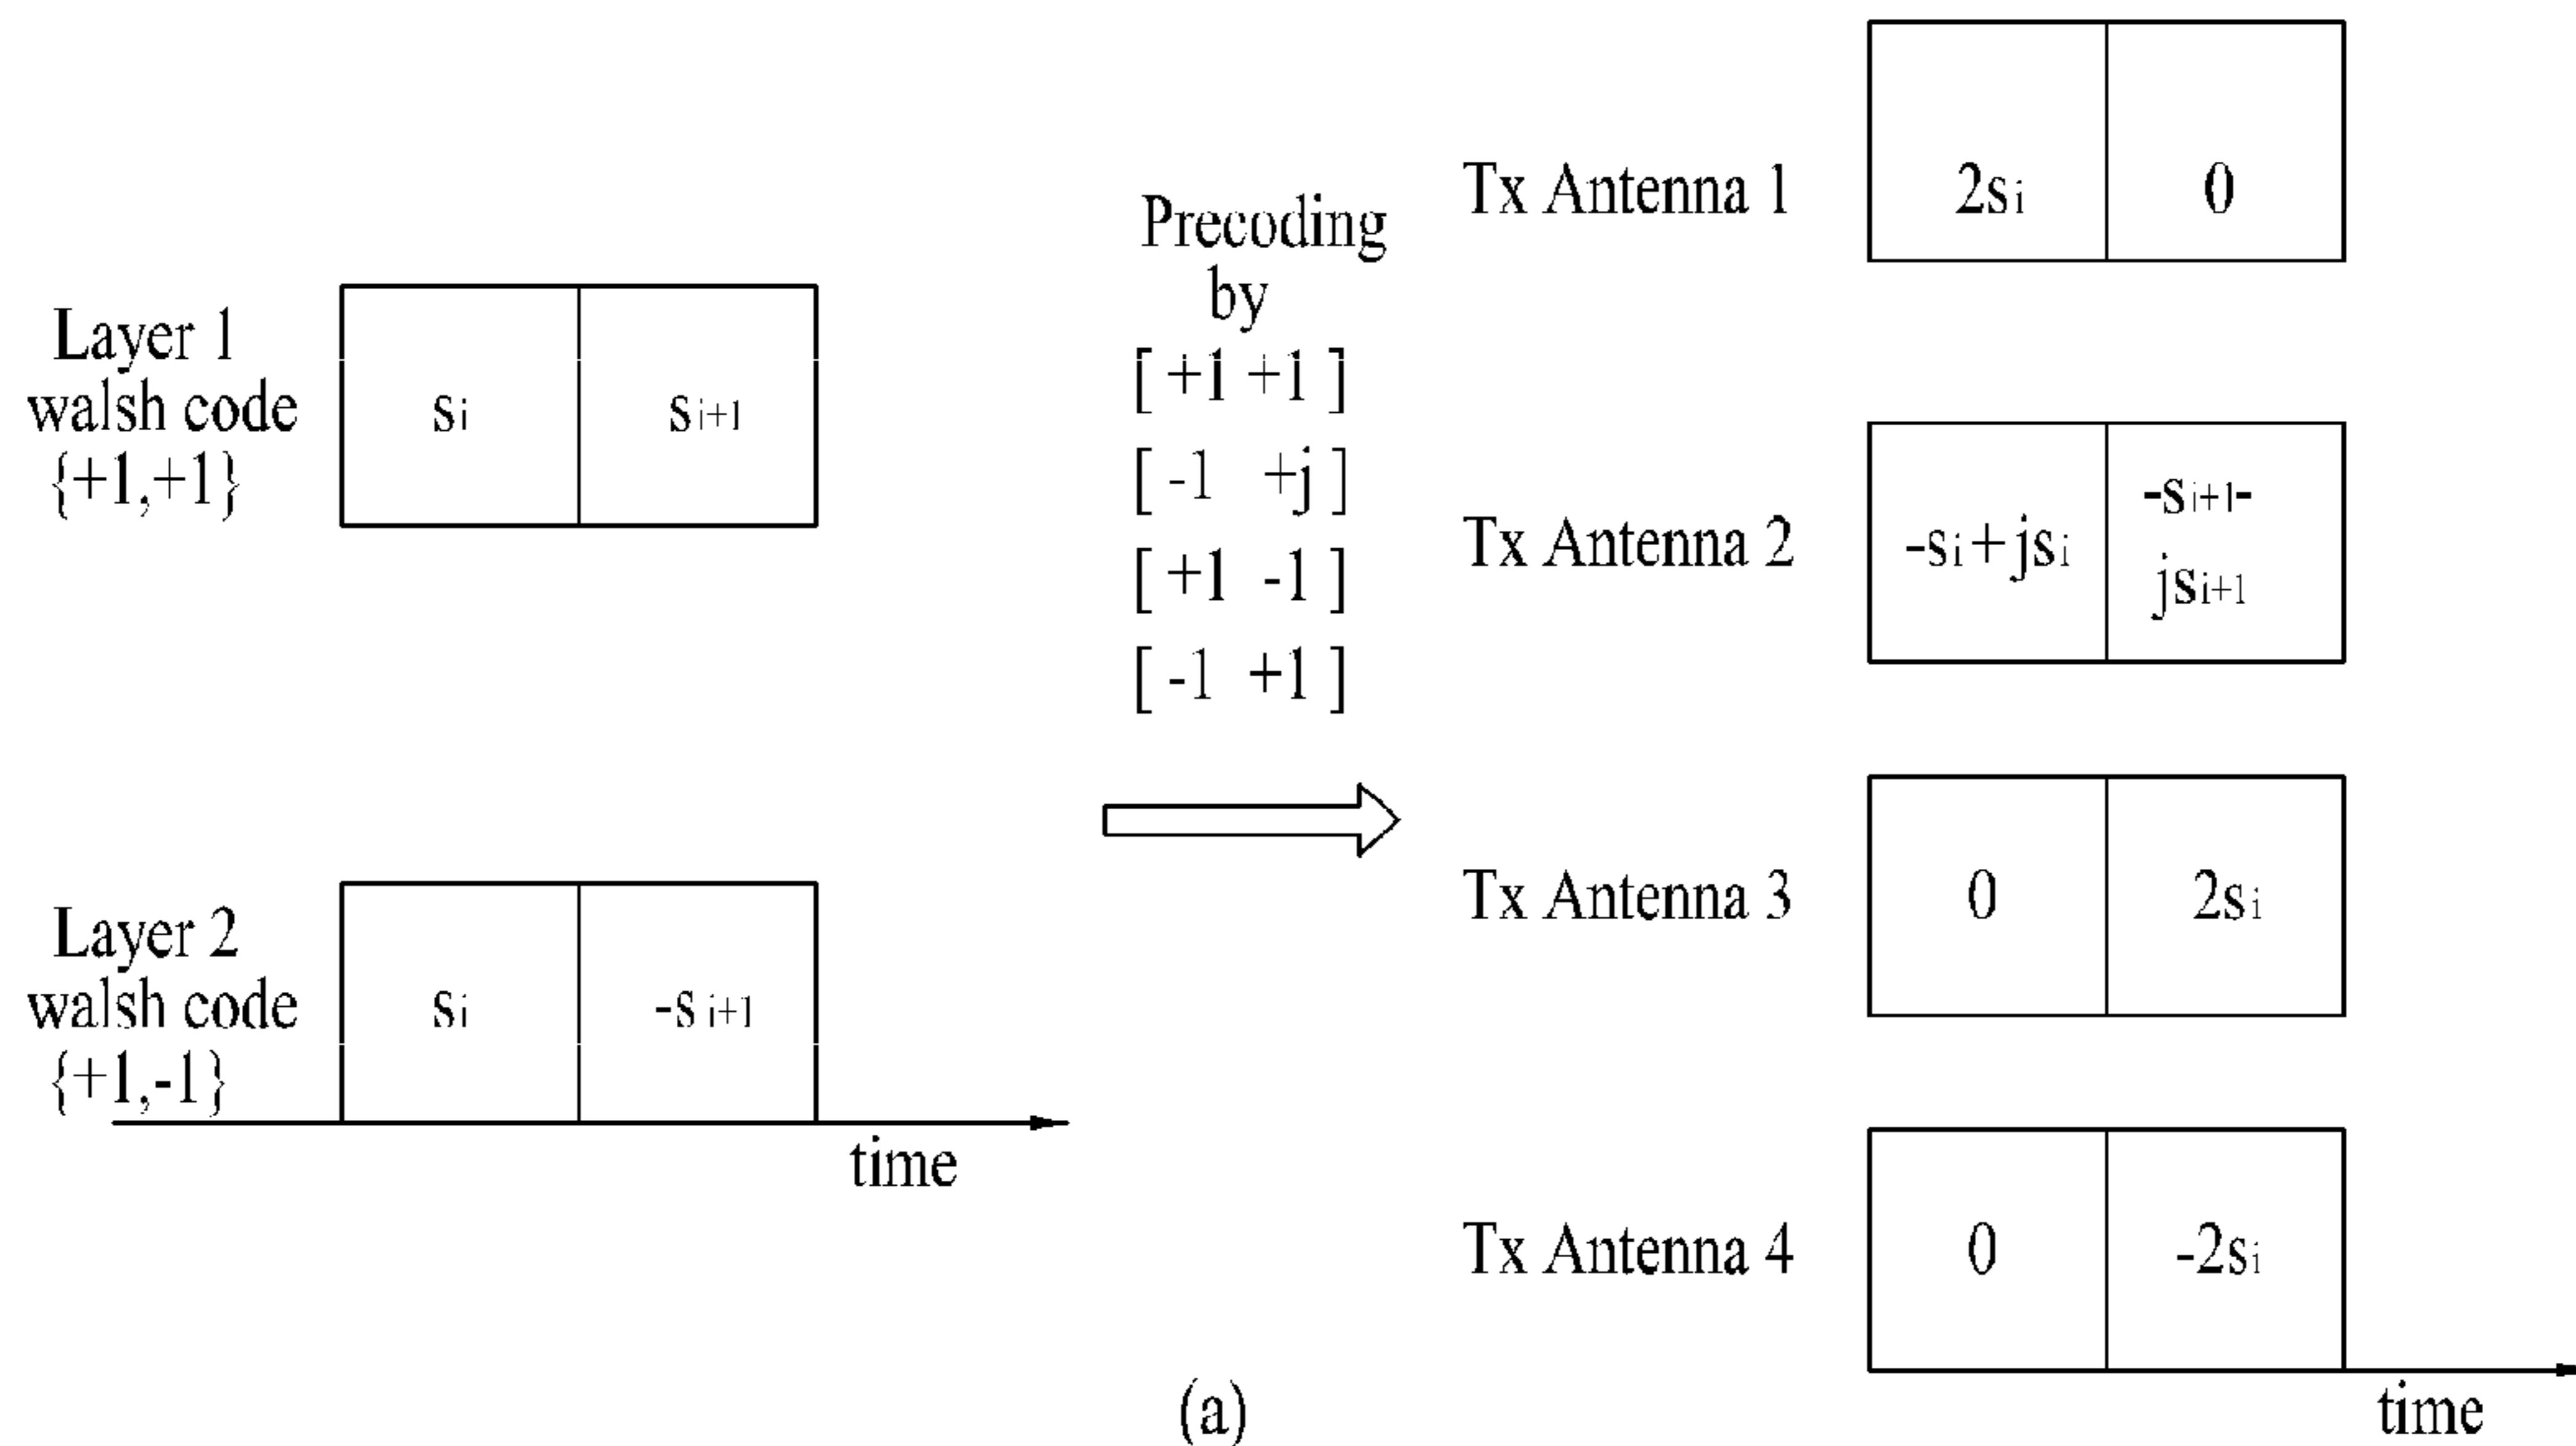 Layer 1
walsh code
{+1,+1}
si
si+1
Layer 2
walsh code
{+1,-1}
si
-si+1
time
Precoding
by
[ +1 +1 ]
[ -1 +j ]
[ +1 -1 ]
[ -1 +1 ]
Tx Antenna 1
2si
0
Tx Antenna 2
-si+jsi
-si+1-
jsi+1
Tx Antenna 3
0
2si
Tx Antenna 4
0
-2si
time
(a)